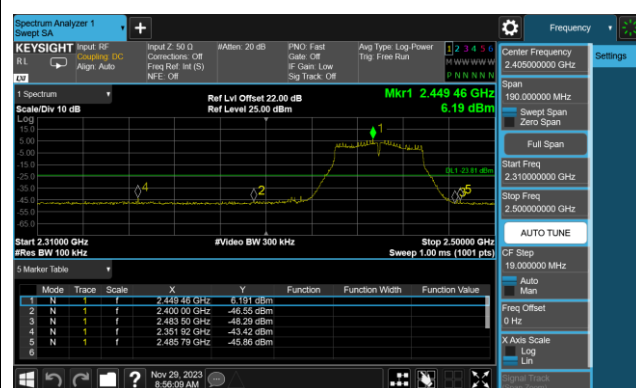 Spectrum Analyzer 1
Swept SA
+
Frequency
KEYSIGHT
RL
LXI
Input: RF
Coupling: DC
Align: Auto
Input Z: 50 Ω
Corrections: Off
Freq Ref: Int (S)
NFE: Off
#Atten: 20 dB
PNO: Fast
Gate: Off
IF Gain: Low
Sig Track: Off
Avg Type: Log-Power
Trig: Free Run
1 2 3 4 5 6
M W W W W W
P N N N N N
1 Spectrum
Scale/Div 10 dB
Ref Lvl Offset 22.00 dB
Ref Level 25.00 dBm
Mkr1 2.449 46 GHz
6.19 dBm
Log
15.0
5.00
-5.00
-15.0
-25.0
-35.0
-45.0
-55.0
-65.0
1
DL1 -23.81 dBm
4
2
3 5
Start 2.31000 GHz
#Res BW 100 kHz
#Video BW 300 kHz
Stop 2.50000 GHz
Sweep 1.00 ms (1001 pts)
5 Marker Table
Mode Trace Scale X Y Function Function Width Function Value
1 N 1 f 2.449 46 GHz 6.191 dBm
2 N 1 f 2.400 00 GHz -46.55 dBm
3 N 1 f 2.483 50 GHz -48.29 dBm
4 N 1 f 2.351 92 GHz -43.42 dBm
5 N 1 f 2.485 79 GHz -45.86 dBm
6
Nov 29, 2023
8:56:09 AM
Center Frequency
2.405000000 GHz
Settings
Span
190.000000 MHz
Swept Span
Zero Span
Full Span
Start Freq
2.310000000 GHz
Stop Freq
2.500000000 GHz
AUTO TUNE
CF Step
19.000000 MHz
Auto
Man
Freq Offset
0 Hz
X Axis Scale
Log
Lin
Signal Track